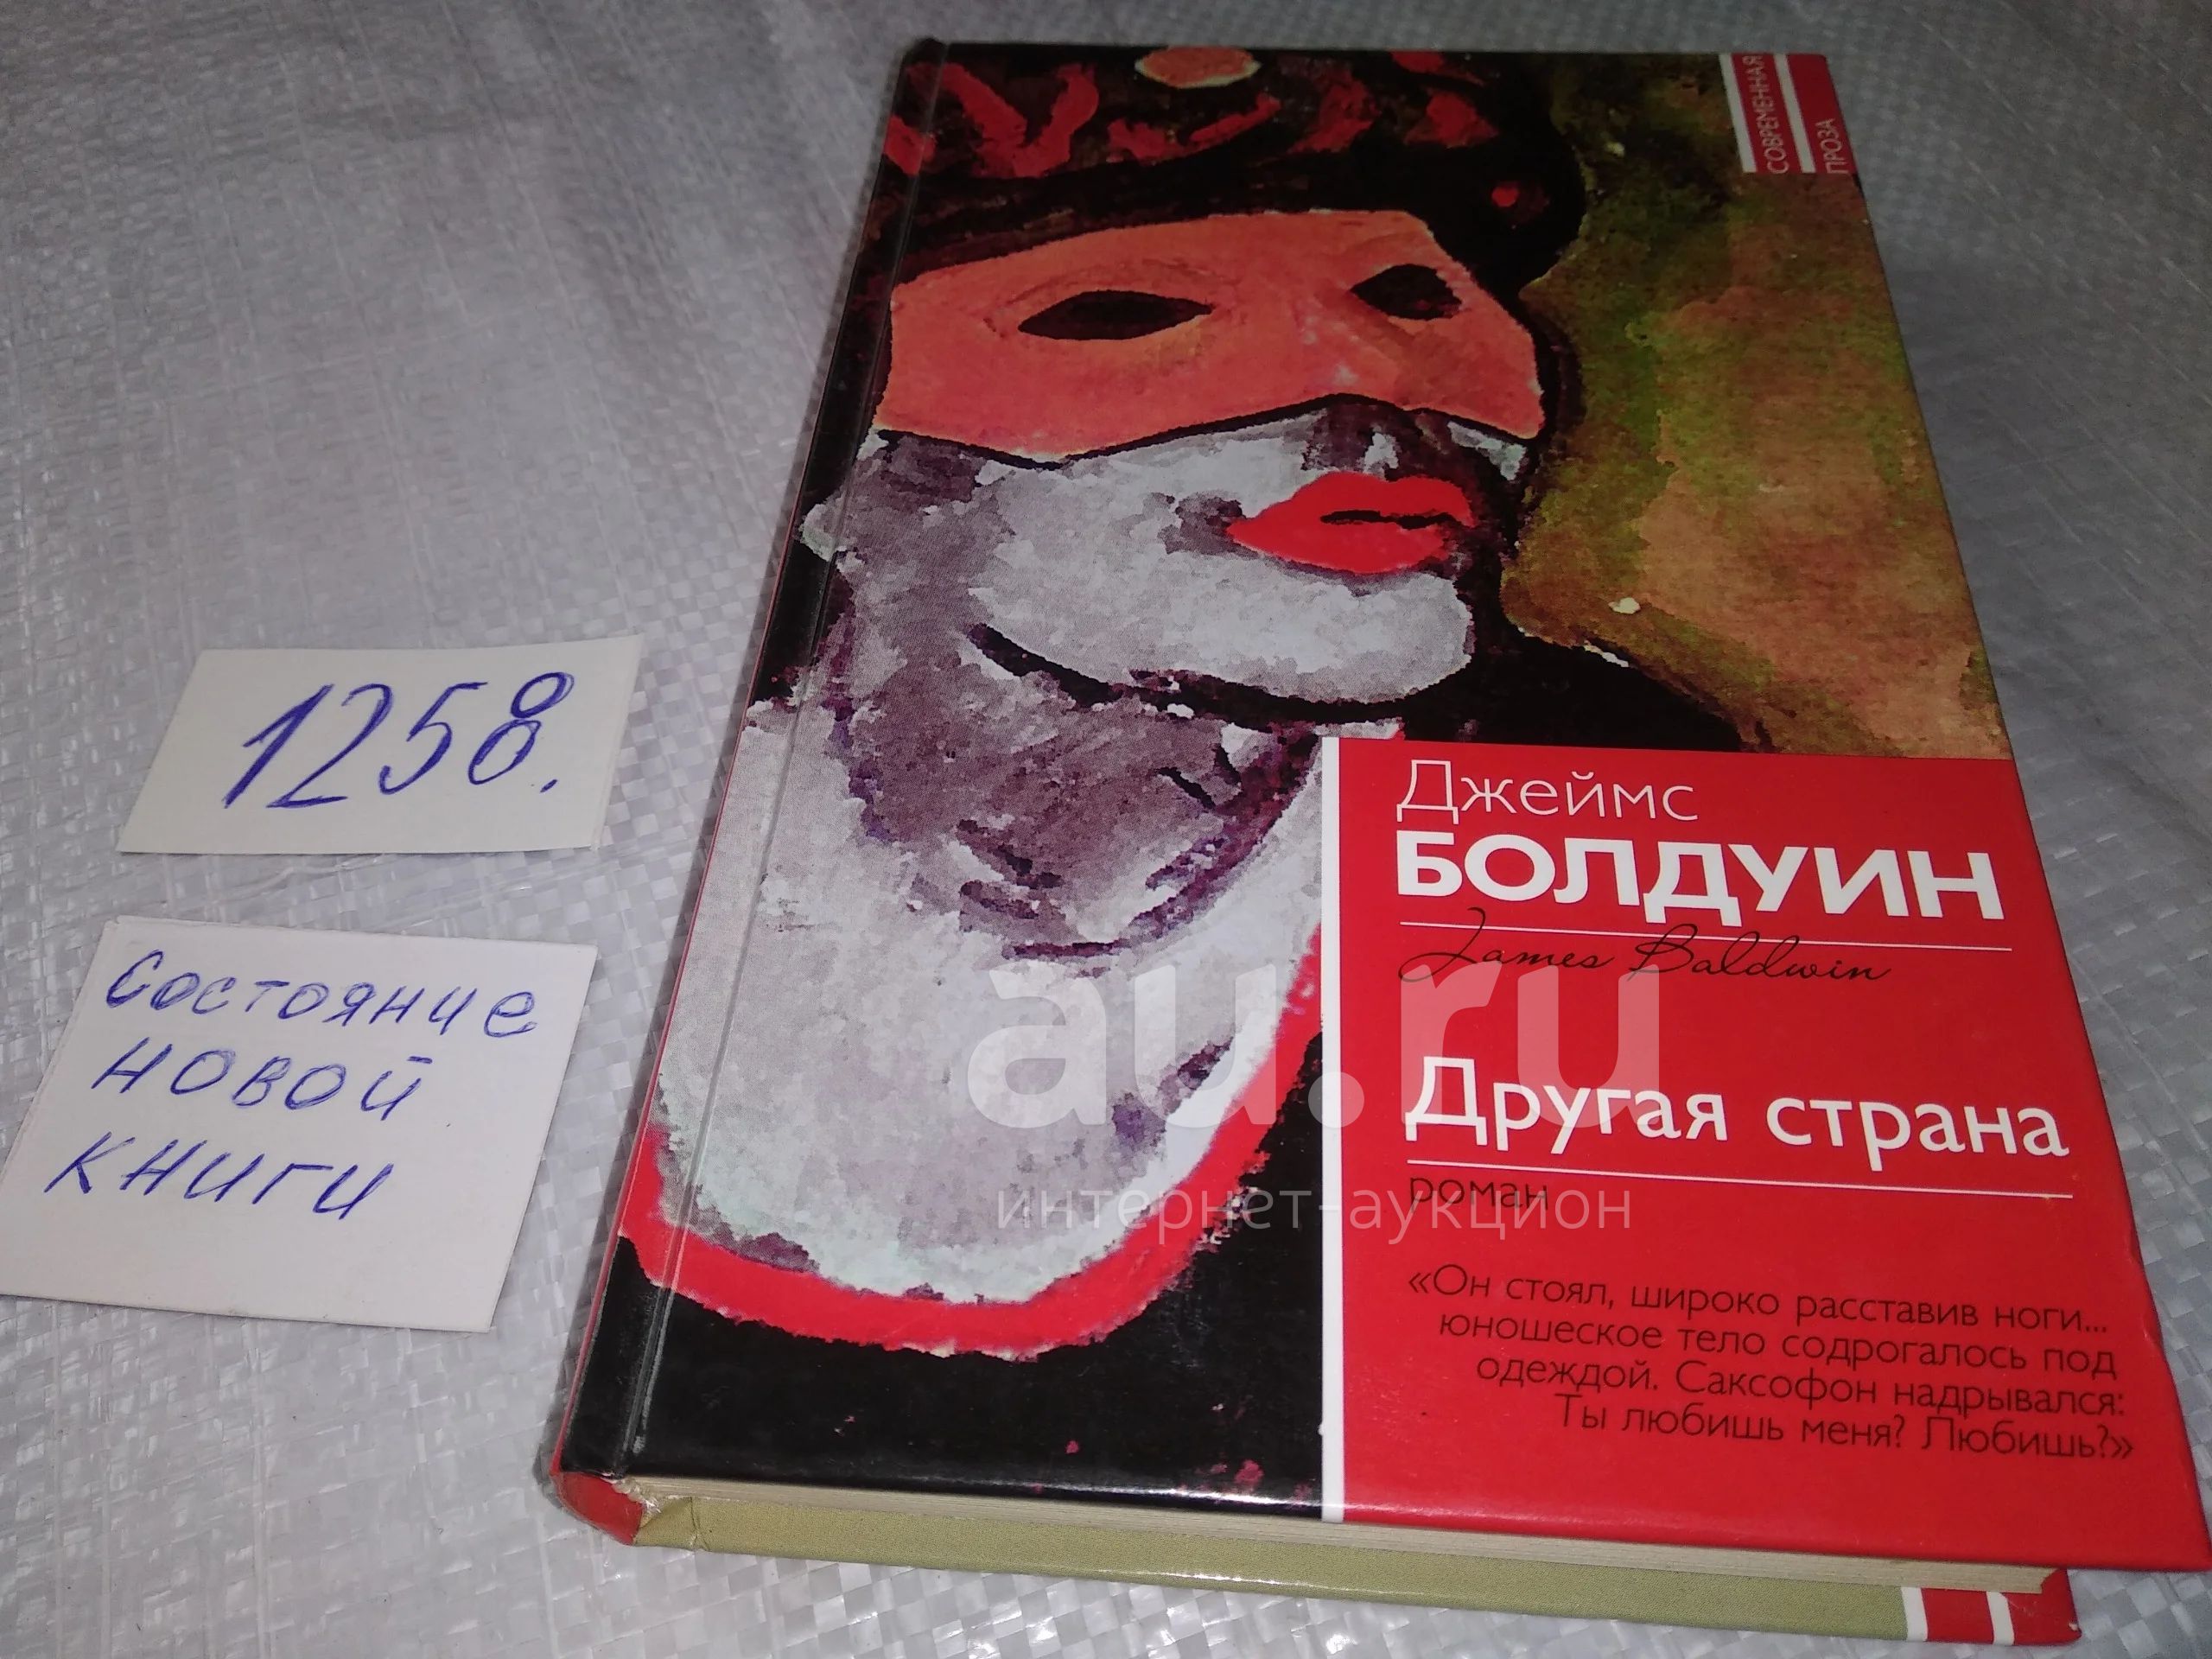 СОВРЕМЕННАЯ
ПРОЗА
1258.
Состояние
новой
книги
Джеймс
БОЛДУИН
James Baldwin
Другая страна
роман
«Он стоял, широко расставив ноги...
юношеское тело содрогалось под
одеждой. Саксофон надрывался:
Ты любишь меня? Любишь?»
au.ru
интернет-аукцион